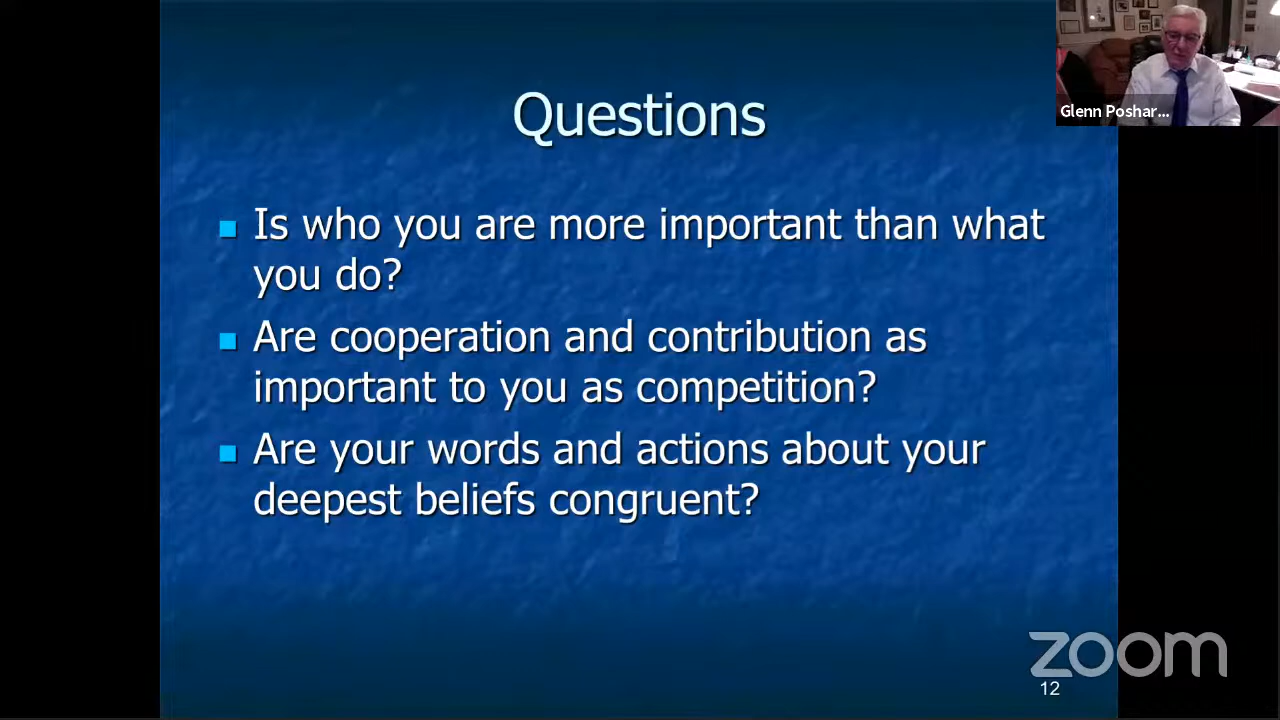 Questions
Is who you are more important than what
you do?
Are cooperation and contribution as
important to you as competition?
Are your words and actions about your
deepest beliefs congruent?
Glenn Poshar...
zoom
12